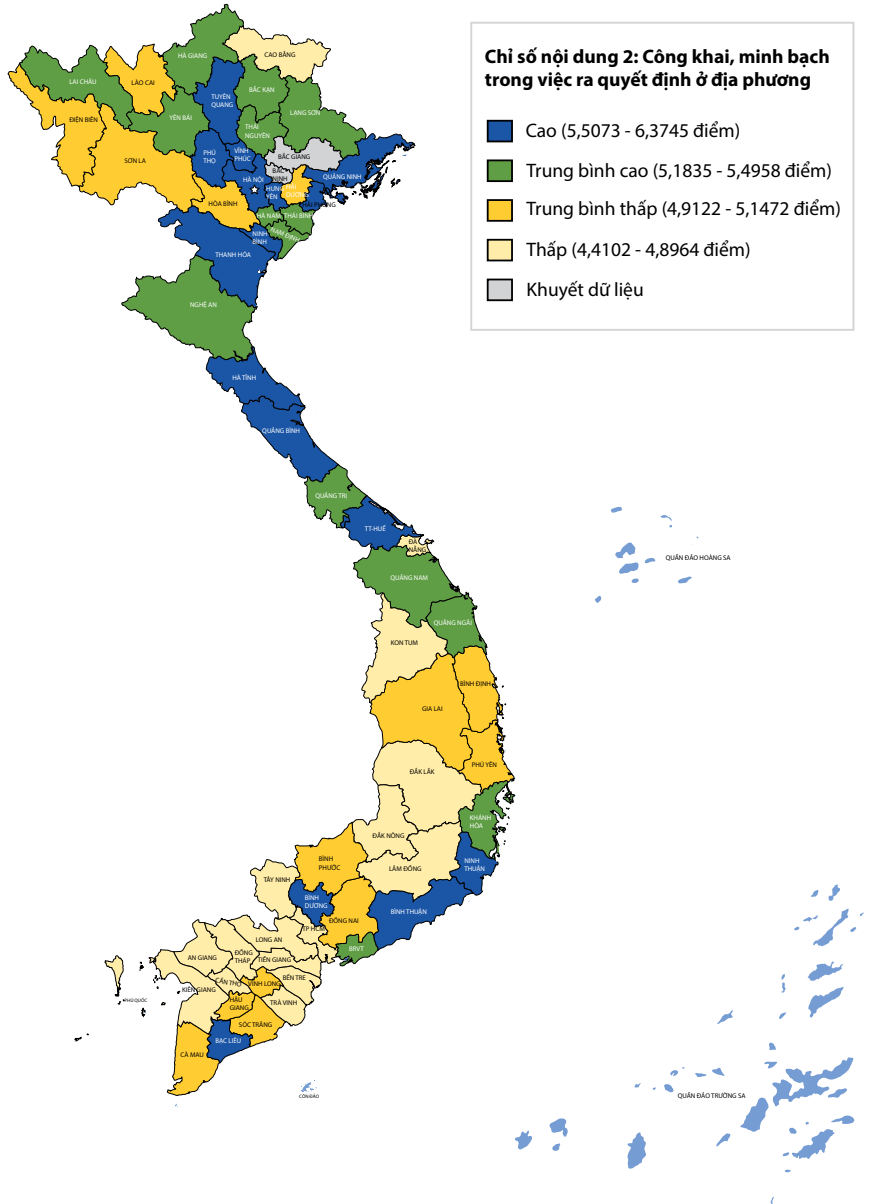 Chỉ số nội dung 2: Công khai, minh bạch
trong việc ra quyết định ở địa phương
Cao (5,5073 - 6,3745 điểm)
Trung bình cao (5,1835 - 5,4958 điểm)
Trung bình thấp (4,9122 - 5,1472 điểm)
Thấp (4,4102 - 4,8964 điểm)
Khuyết dữ liệu
HÀ GIANG
CAO BẰNG
LAI CHÂU
LÀO CAI
TUYÊN
QUANG
BẮC KẠN
ĐIỆN BIÊN
YÊN BÁI
THÁI
NGUYÊN
LẠNG SƠN
SƠN LA
PHÚ
THỌ
VĨNH
PHÚC
BẮC GIANG
BẮC
NINH
QUẢNG NINH
HÀ NỘI
HƯNG
YÊN
HẢI
DƯƠNG
HẢI PHÒNG
HÒA BÌNH
HÀ NAM
THÁI BÌNH
NAM ĐỊNH
NINH
BÌNH
THANH HÓA
NGHỆ AN
HÀ TĨNH
QUẢNG BÌNH
QUẢNG TRỊ
TT-HUẾ
ĐÀ
NẴNG
QUẦN ĐẢO HOÀNG SA
QUẢNG NAM
QUẢNG NGÃI
KON TUM
BÌNH ĐỊNH
GIA LAI
PHÚ YÊN
ĐẮK LẮK
KHÁNH
HÒA
ĐẮK NÔNG
LÂM ĐỒNG
NINH
THUẬN
BÌNH
PHƯỚC
TÂY NINH
BÌNH
DƯƠNG
ĐỒNG NAI
BÌNH THUẬN
TP HCM
BRVT
LONG AN
AN GIANG
ĐỒNG
THÁP
TIỀN GIANG
BẾN TRE
KIÊN GIANG
CẦN THƠ
VĨNH LONG
TRÀ VINH
PHÚ QUỐC
HẬU
GIANG
SÓC TRĂNG
BẠC LIÊU
CÀ MAU
CÔN ĐẢO
QUẦN ĐẢO TRƯỜNG SA